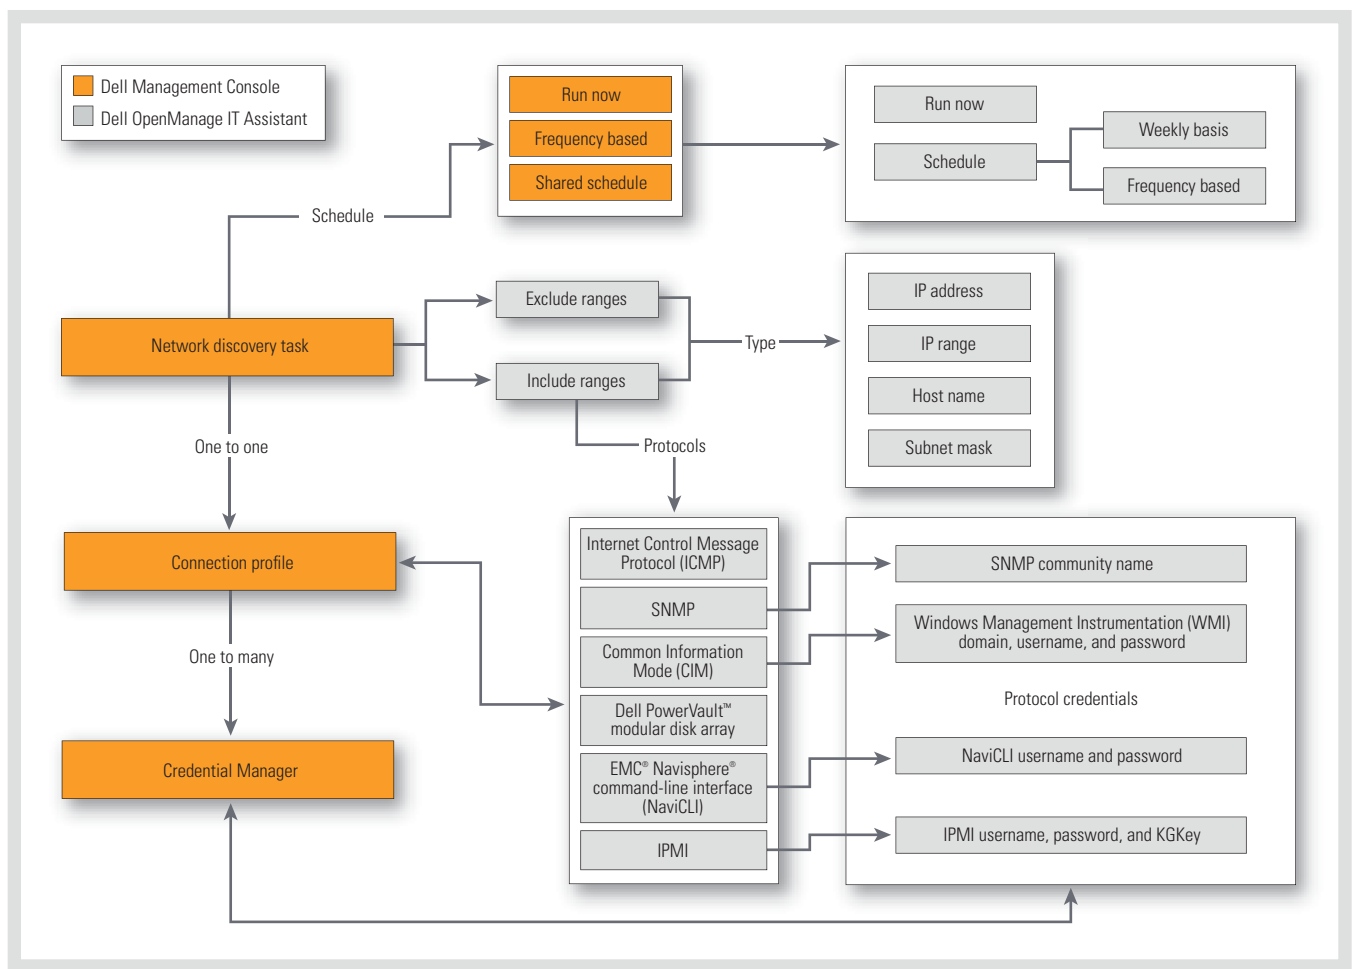 Dell Management Console
Dell OpenManage IT Assistant
Run now
Frequency based
Shared schedule
Run now
Schedule
Weekly basis
Frequency based
Schedule
Network discovery task
Exclude ranges
Include ranges
Type
IP address
IP range
Host name
Subnet mask
One to one
Protocols
Connection profile
One to many
Credential Manager
Internet Control Message
Protocol (ICMP)
SNMP
Common Information
Mode (CIM)
Dell PowerVault™
modular disk array
EMC® Navisphere®
command-line interface
(NaviCLI)
IPMI
SNMP community name
Windows Management Instrumentation (WMI)
domain, username, and password
Protocol credentials
NaviCLI username and password
IPMI username, password, and KGKey